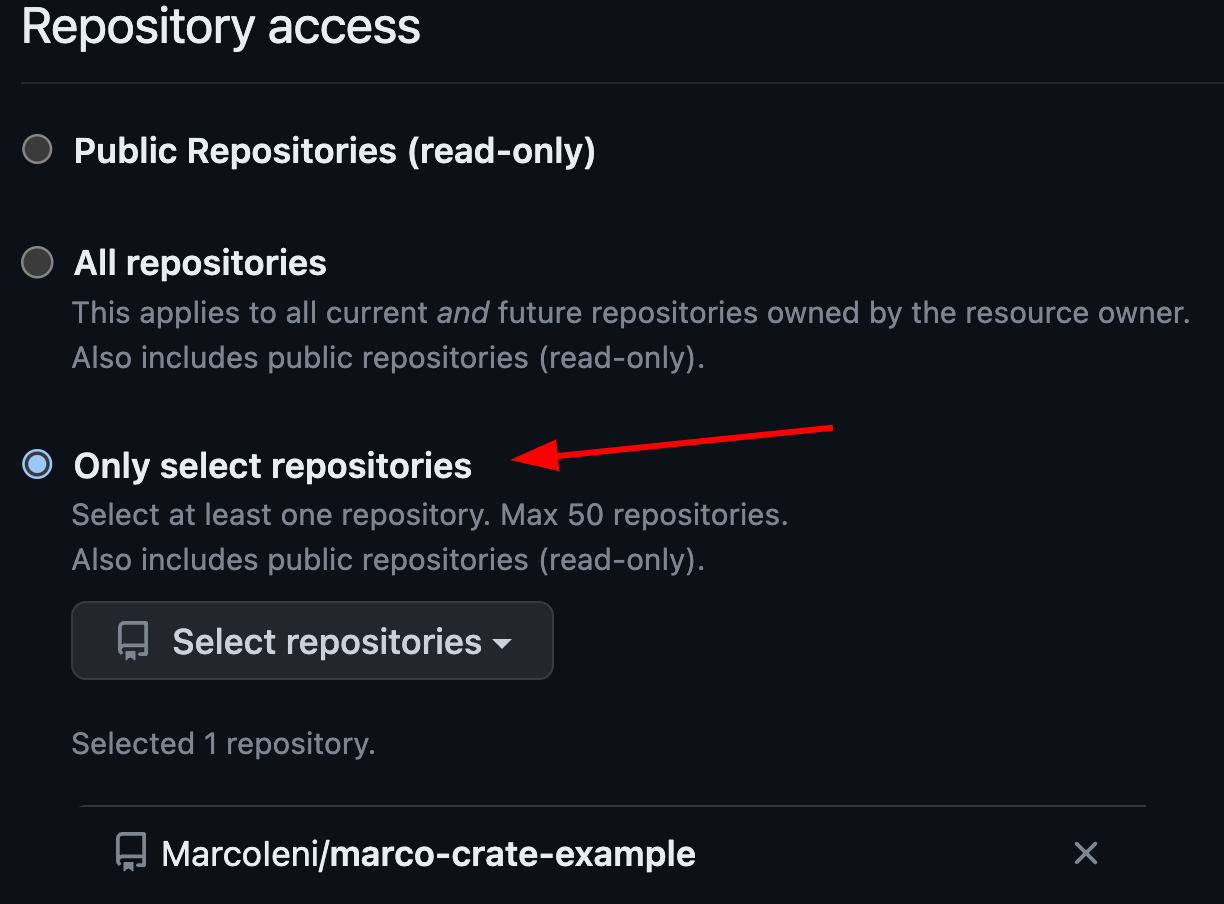 Repository access
Public Repositories (read-only)
All repositories
This applies to all current and future repositories owned by the resource owner.
Also includes public repositories (read-only).
Only select repositories
Select at least one repository. Max 50 repositories.
Also includes public repositories (read-only).
Select repositories
Selected 1 repository.
MarcoIeni/marco-crate-example